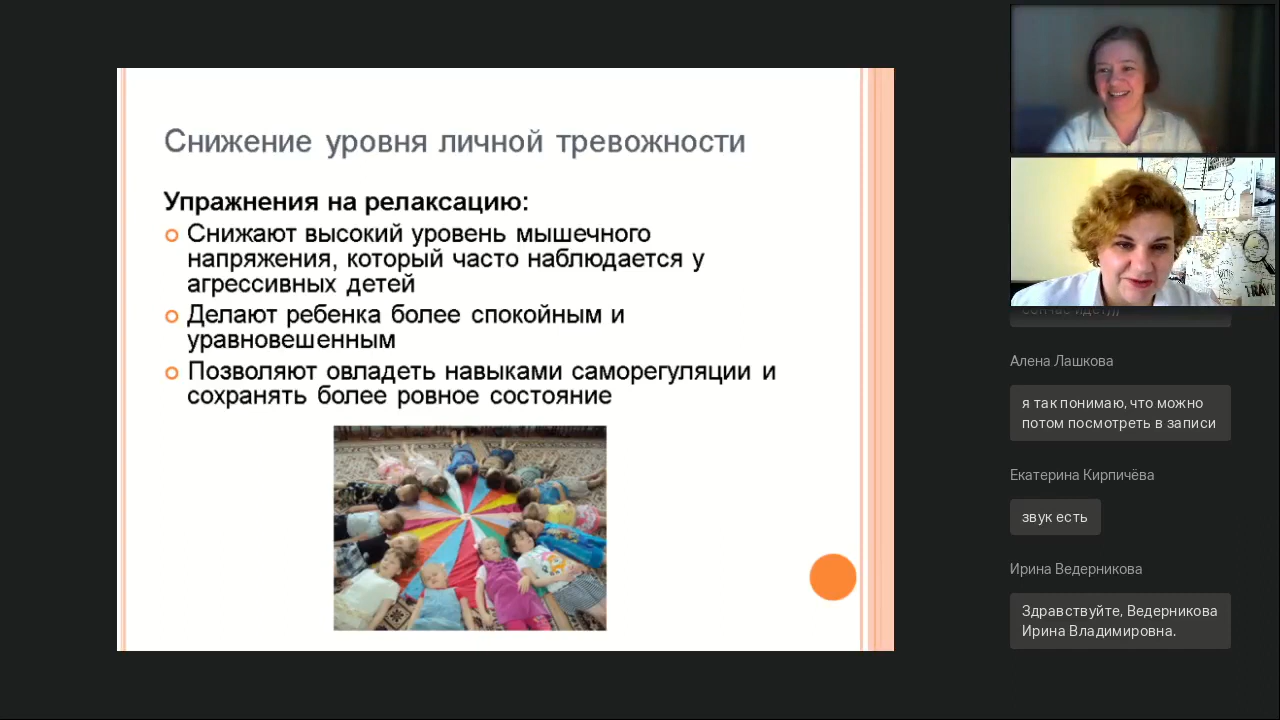 Снижение уровня личной тревожности
Упражнения на релаксацию:
Снижают высокий уровень мышечного
напряжения, который часто наблюдается у
агрессивных детей
Делают ребенка более спокойным и
уравновешенным
Позволяют овладеть навыками саморегуляции и
сохранять более ровное состояние
Алена Лашкова
я так понимаю, что можно
потом посмотреть в записи
Екатерина Кирпичёва
звук есть
Ирина Ведерникова
Здравствуйте, Ведерникова
Ирина Владимировна.